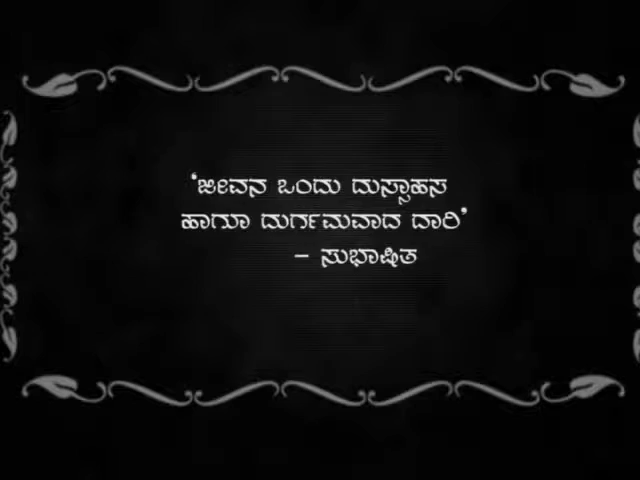 ‘ಜೀವನ ಒಂದು ದುಸ್ಸಾಹಸ
ಹಾಗೂ ದುರ್ಗಮವಾದ ದಾರಿ’
– ಸುಭಾಷಿತ